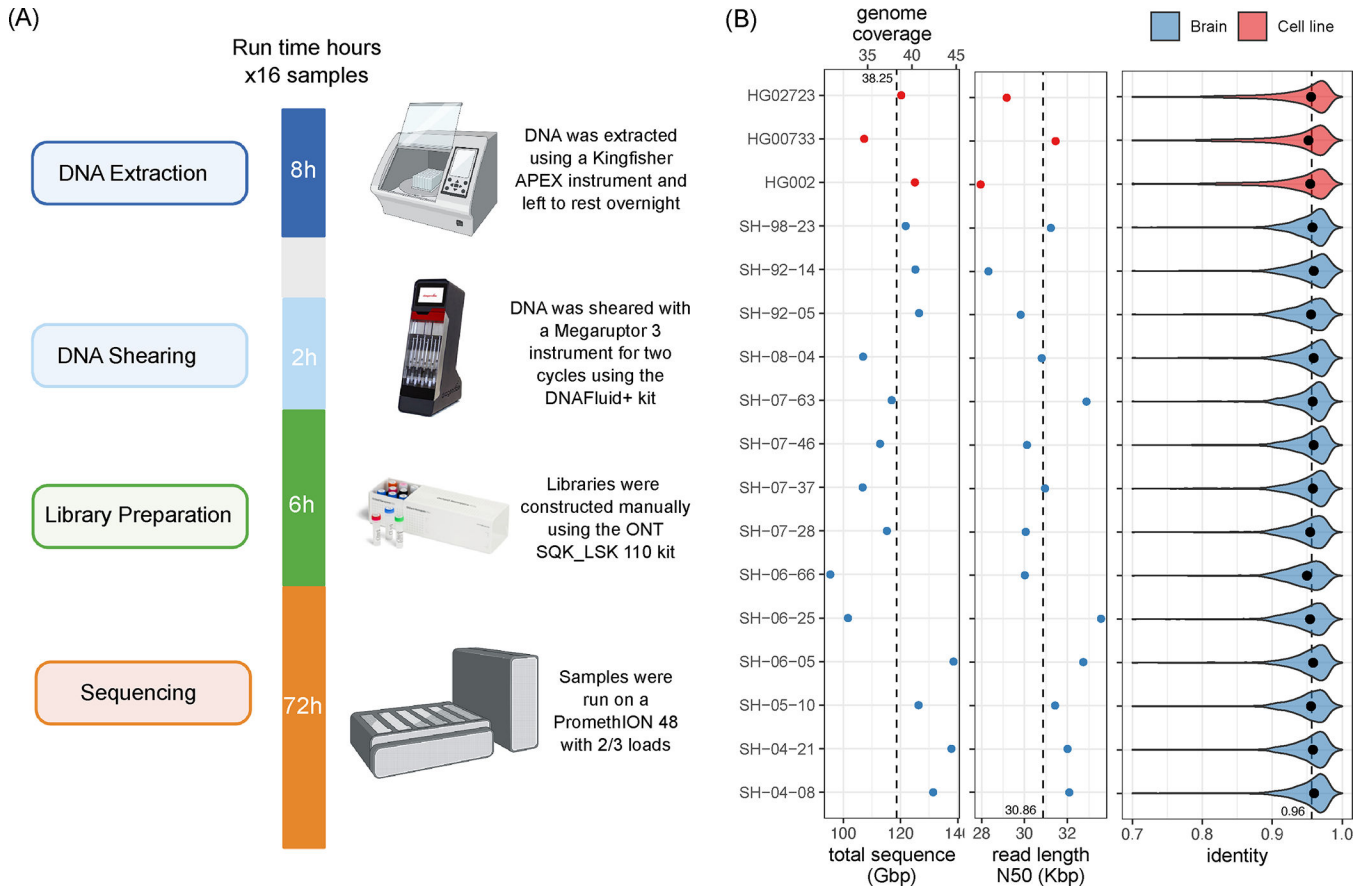 (A)
Run time hours
x16 samples
DNA Extraction
8h
DNA was extracted
using a Kingfisher
APEX instrument and
left to rest overnight
DNA Shearing
2h
DNA was sheared with
a Megaruptor 3
instrument for two
cycles using the
DNAFluid+ kit
Library Preparation
6h
Libraries were
constructed manually
using the ONT
SQK_LSK 110 kit
Sequencing
72h
Samples were
run on a
PromethION 48
with 2/3 loads
(B)
genome
coverage
35 40 45
38.25
Brain
Cell line
HG02723
HG00733
HG002
SH-98-23
SH-92-14
SH-92-05
SH-08-04
SH-07-63
SH-07-46
SH-07-37
SH-07-28
SH-06-66
SH-06-25
SH-06-05
SH-05-10
SH-04-21
SH-04-08
30.86
0.96
100 120
28 30 32
0.7 0.8 0.9 1.0
total sequence
(Gbp)
read length
N50 (Kbp)
identity